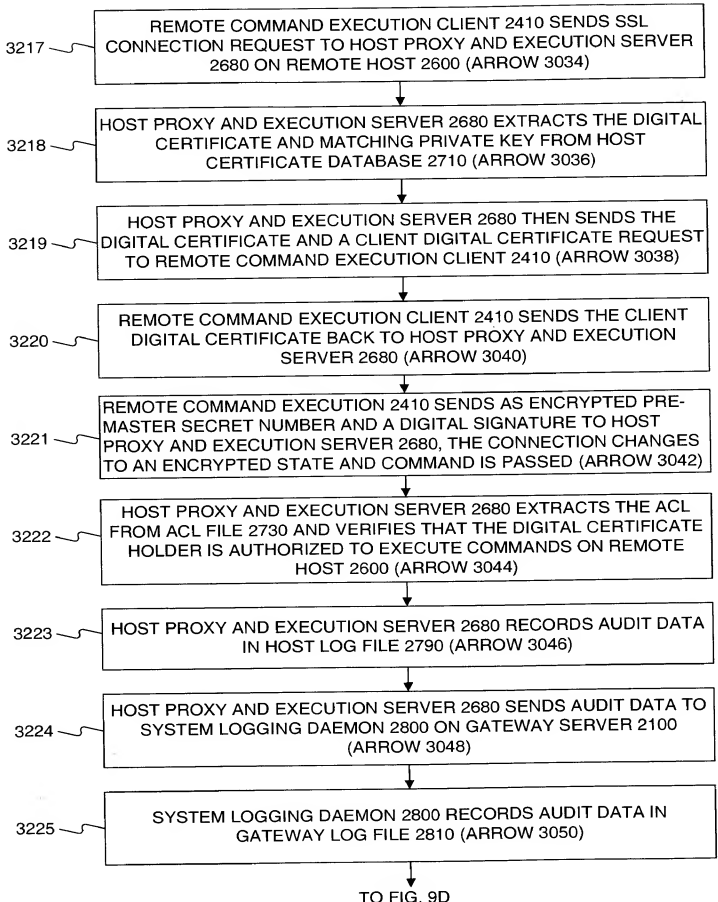 3217
REMOTE COMMAND EXECUTION CLIENT 2410 SENDS SSL
CONNECTION REQUEST TO HOST PROXY AND EXECUTION SERVER
2680 ON REMOTE HOST 2600 (ARROW 3034)
3218
HOST PROXY AND EXECUTION SERVER 2680 EXTRACTS THE DIGITAL
CERTIFICATE AND MATCHING PRIVATE KEY FROM HOST
CERTIFICATE DATABASE 2710 (ARROW 3036)
3219
HOST PROXY AND EXECUTION SERVER 2680 THEN SENDS THE
DIGITAL CERTIFICATE AND A CLIENT DIGITAL CERTIFICATE REQUEST
TO REMOTE COMMAND EXECUTION CLIENT 2410 (ARROW 3038)
3220
REMOTE COMMAND EXECUTION CLIENT 2410 SENDS THE CLIENT
DIGITAL CERTIFICATE BACK TO HOST PROXY AND EXECUTION
SERVER 2680 (ARROW 3040)
3221
REMOTE COMMAND EXECUTION 2410 SENDS AS ENCRYPTED PRE-
MASTER SECRET NUMBER AND A DIGITAL SIGNATURE TO HOST
PROXY AND EXECUTION SERVER 2680, THE CONNECTION CHANGES
TO AN ENCRYPTED STATE AND COMMAND IS PASSED (ARROW 3042)
3222
HOST PROXY AND EXECUTION SERVER 2680 EXTRACTS THE ACL
FROM ACL FILE 2730 AND VERIFIES THAT THE DIGITAL CERTIFICATE
HOLDER IS AUTHORIZED TO EXECUTE COMMANDS ON REMOTE
HOST 2600 (ARROW 3044)
3223
HOST PROXY AND EXECUTION SERVER 2680 RECORDS AUDIT DATA
IN HOST LOG FILE 2790 (ARROW 3046)
3224
HOST PROXY AND EXECUTION SERVER 2680 SENDS AUDIT DATA TO
SYSTEM LOGGING DAEMON 2800 ON GATEWAY SERVER 2100
(ARROW 3048)
3225
SYSTEM LOGGING DAEMON 2800 RECORDS AUDIT DATA IN
GATEWAY LOG FILE 2810 (ARROW 3050)
TO FIG. 9D